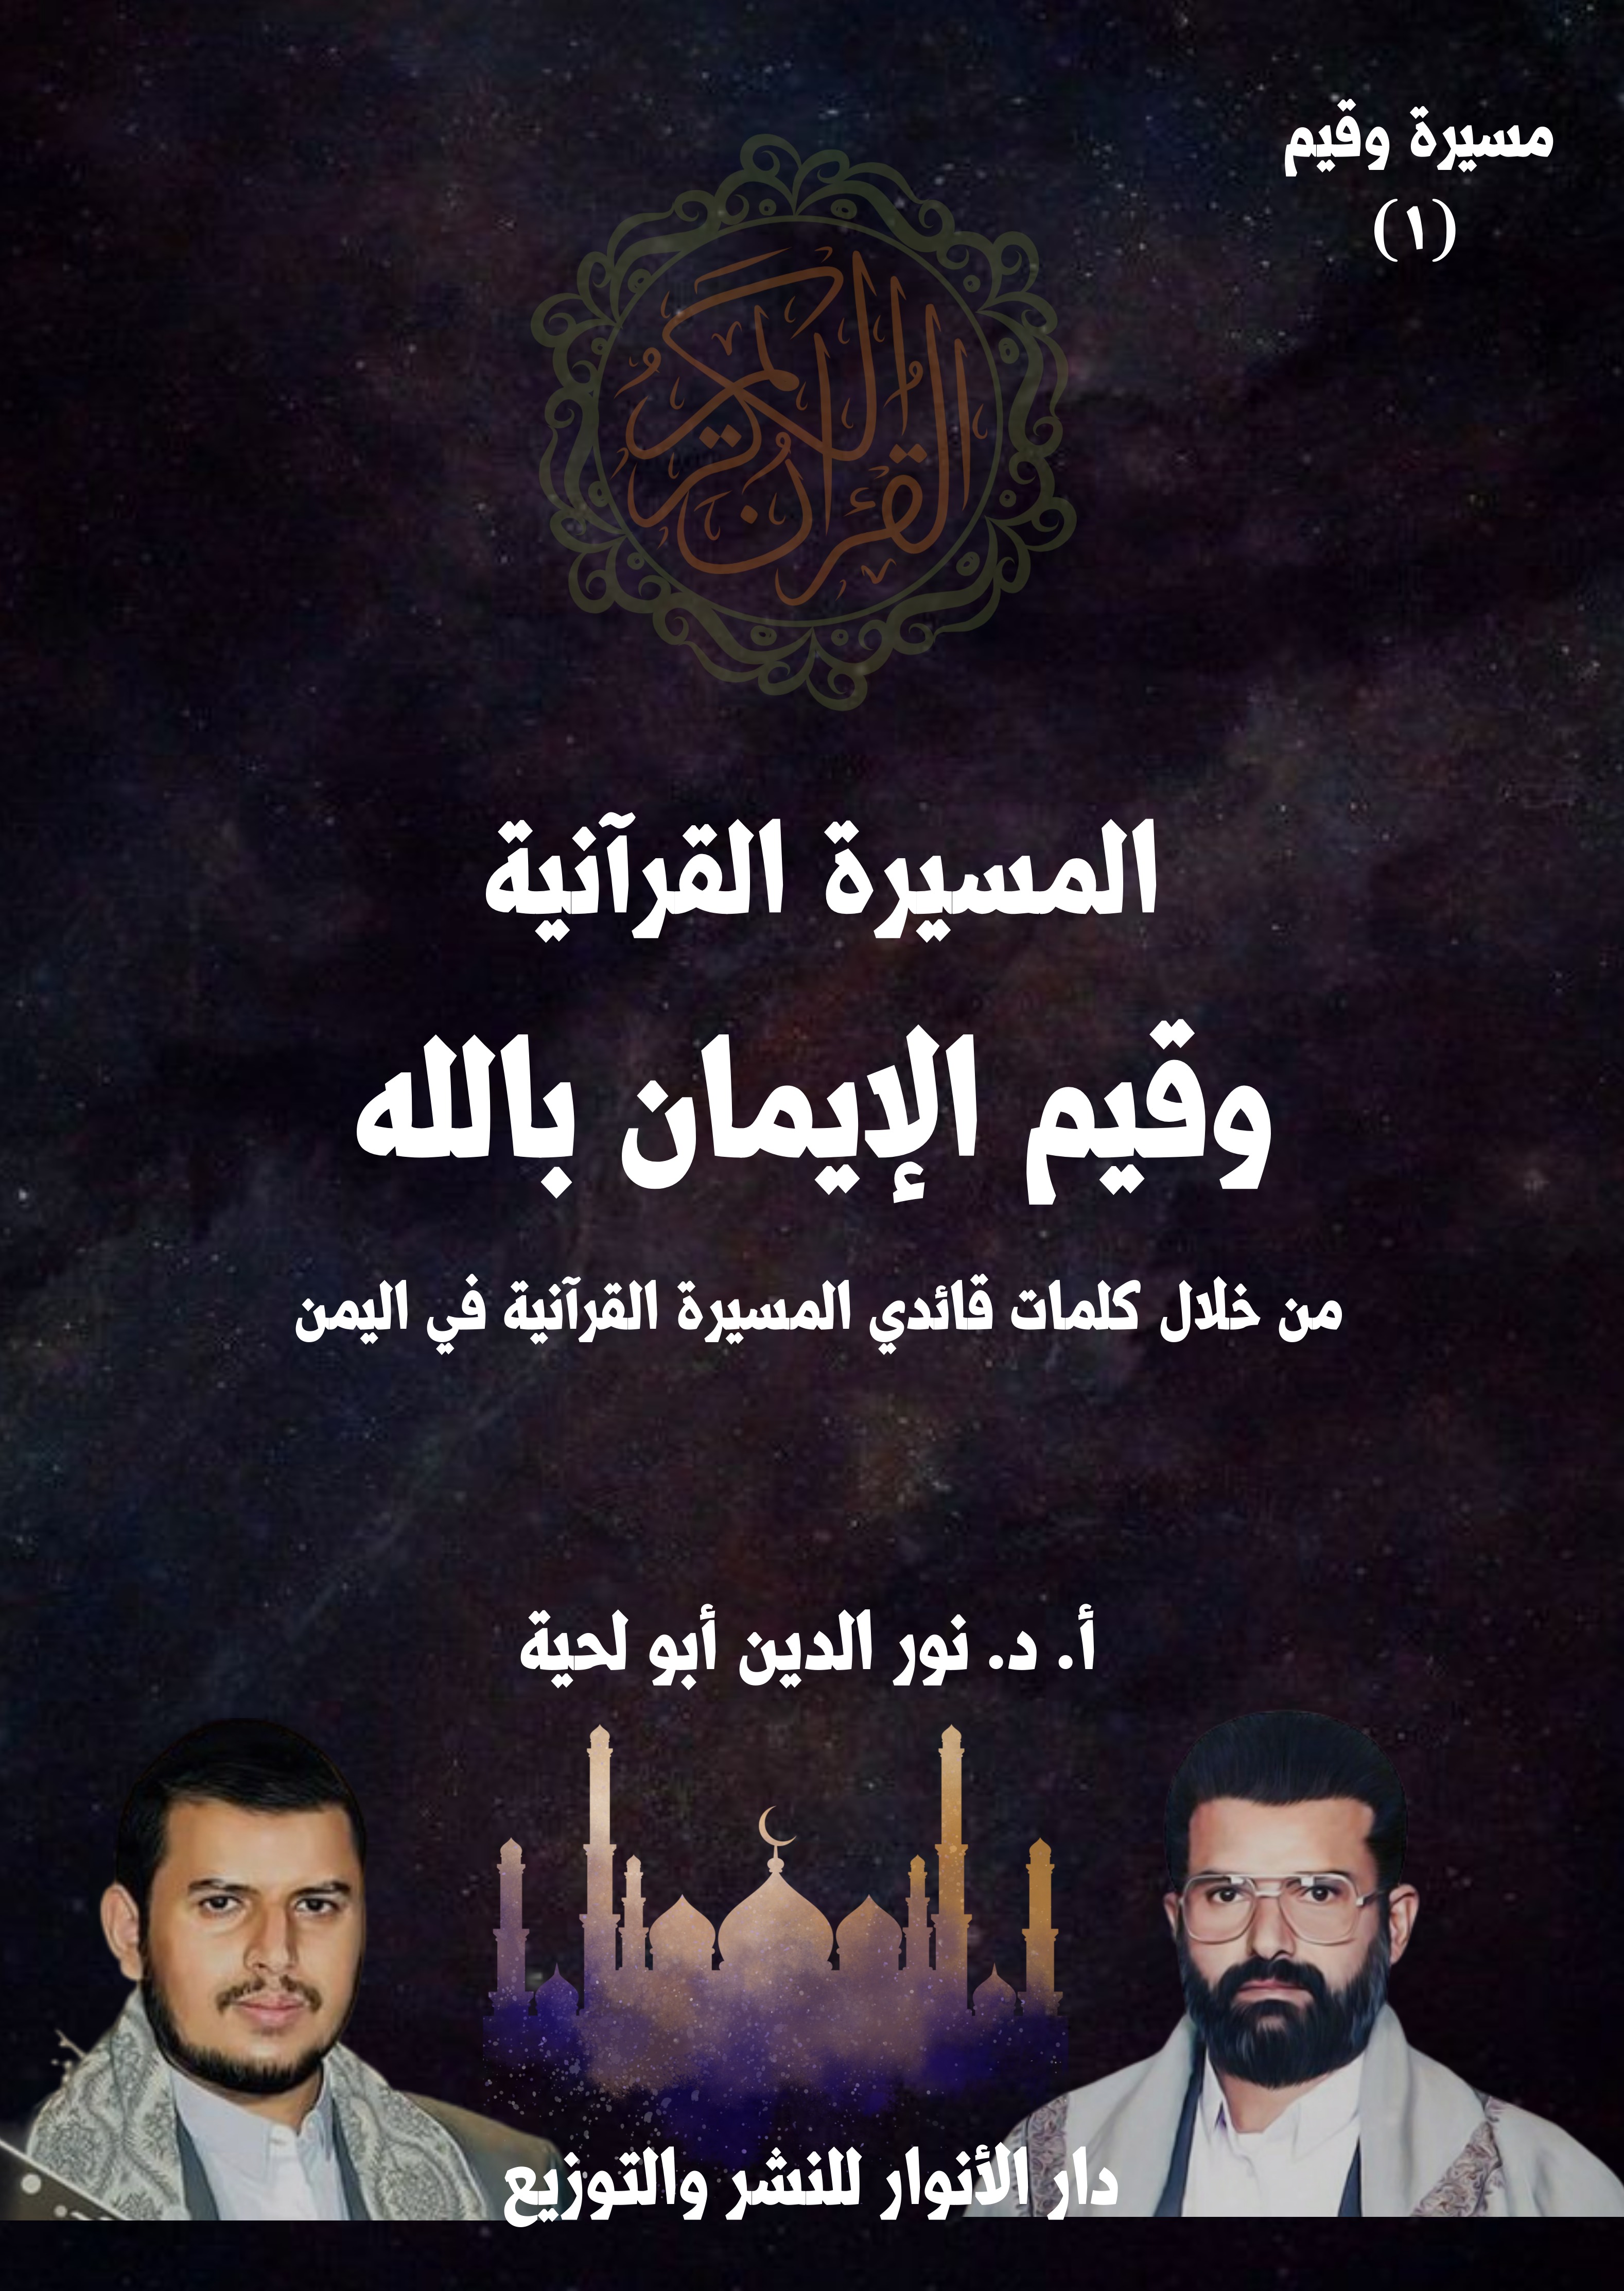 مسيرة وقيم
(١)
القرآن الكريم
المسيرة القرآنية
وقيم الإيمان بالله
من خلال كلمات قائدي المسيرة القرآنية في اليمن
أ. د. نور الدين أبو لحية
دار الأنوار للنشر والتوزيع